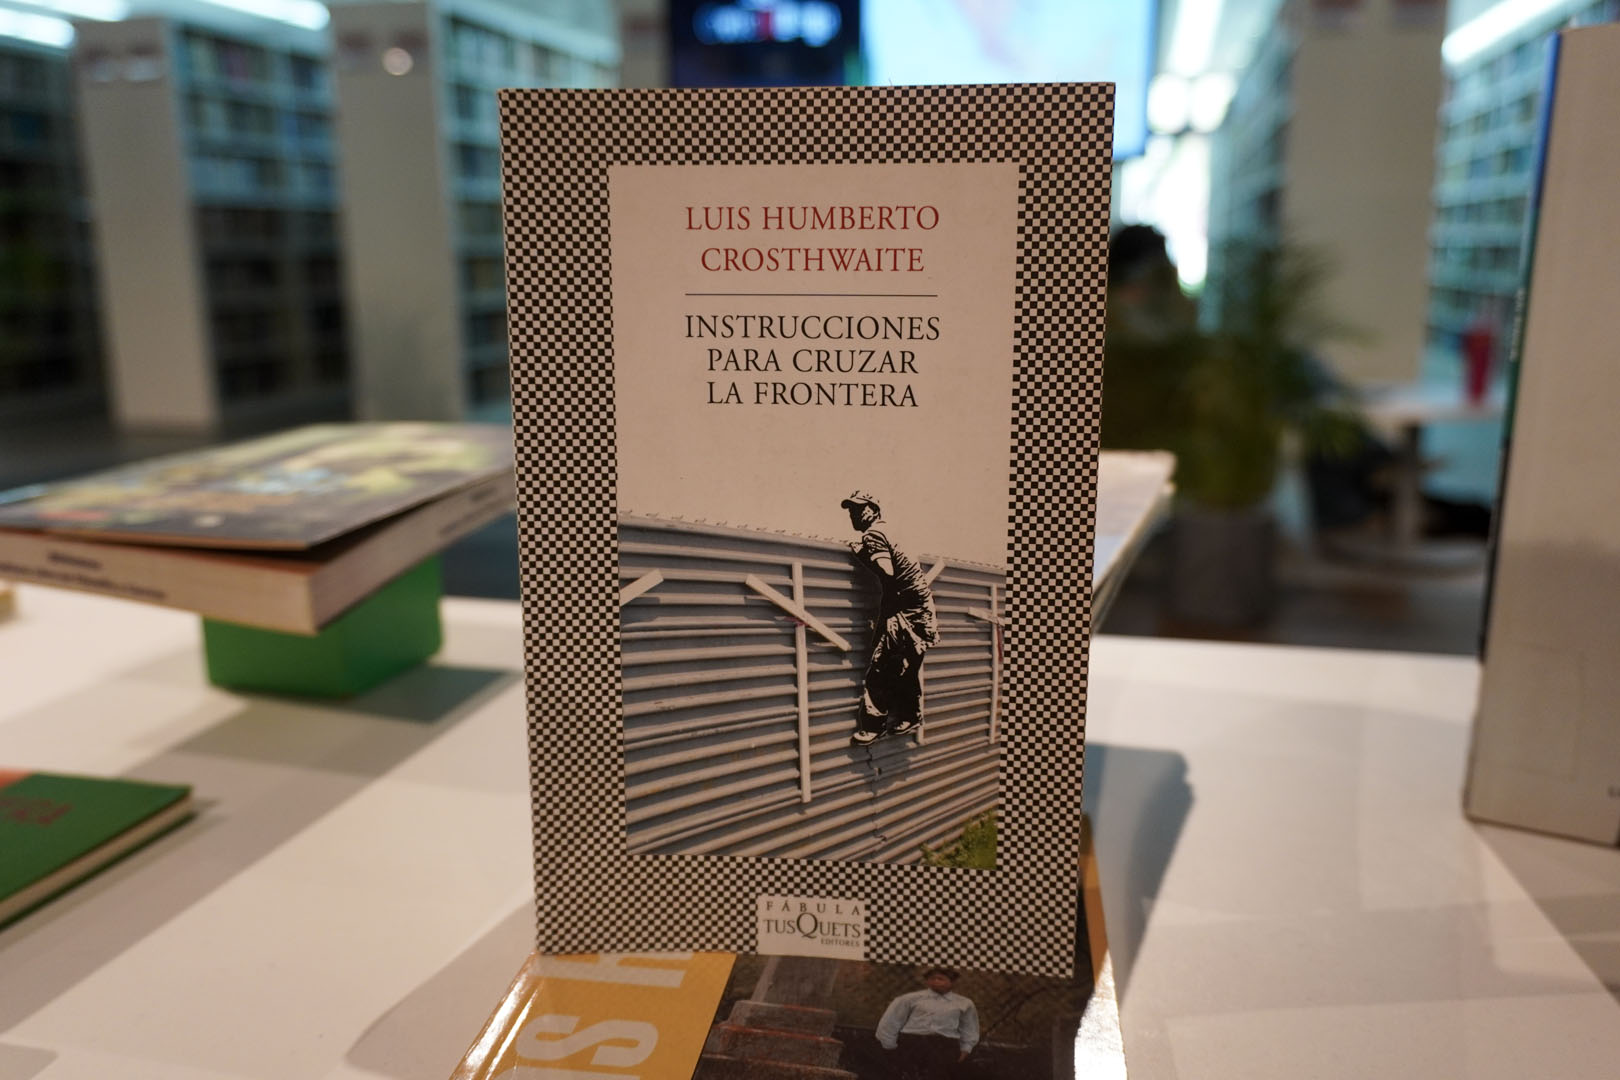 LUIS HUMBERTO
CROSTHWAITE
INSTRUCCIONES
PARA CRUZAR
LA FRONTERA
FÁBULA
TUSQUETS
EDITORES